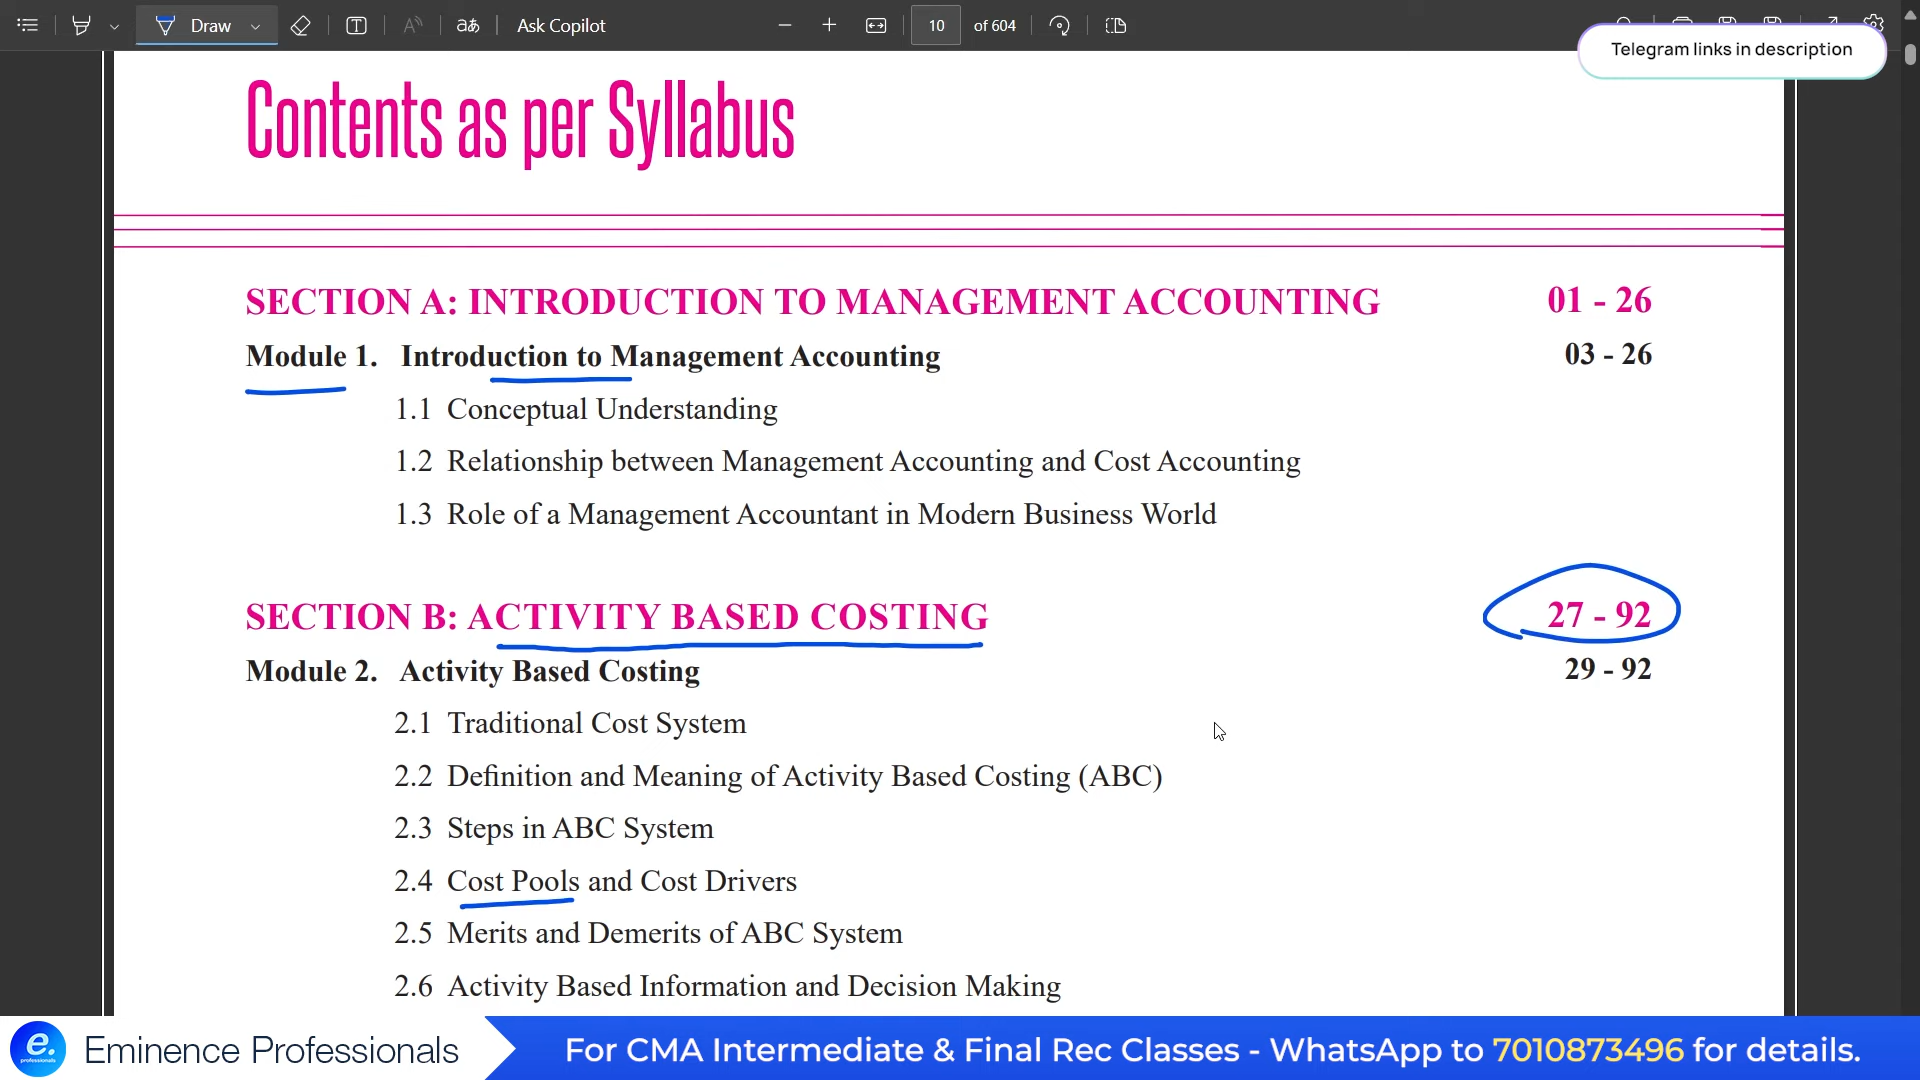 Draw
T
A
aあ
Ask Copilot
10
of 604
Telegram links in description
Contents as per Syllabus
SECTION A: INTRODUCTION TO MANAGEMENT ACCOUNTING 01 - 26
Module 1. Introduction to Management Accounting 03 - 26
1.1 Conceptual Understanding
1.2 Relationship between Management Accounting and Cost Accounting
1.3 Role of a Management Accountant in Modern Business World
SECTION B: ACTIVITY BASED COSTING 27 - 92
Module 2. Activity Based Costing 29 - 92
2.1 Traditional Cost System
2.2 Definition and Meaning of Activity Based Costing (ABC)
2.3 Steps in ABC System
2.4 Cost Pools and Cost Drivers
2.5 Merits and Demerits of ABC System
2.6 Activity Based Information and Decision Making
e. professionals
Eminence Professionals
For CMA Intermediate & Final Rec Classes - WhatsApp to 7010873496 for details.